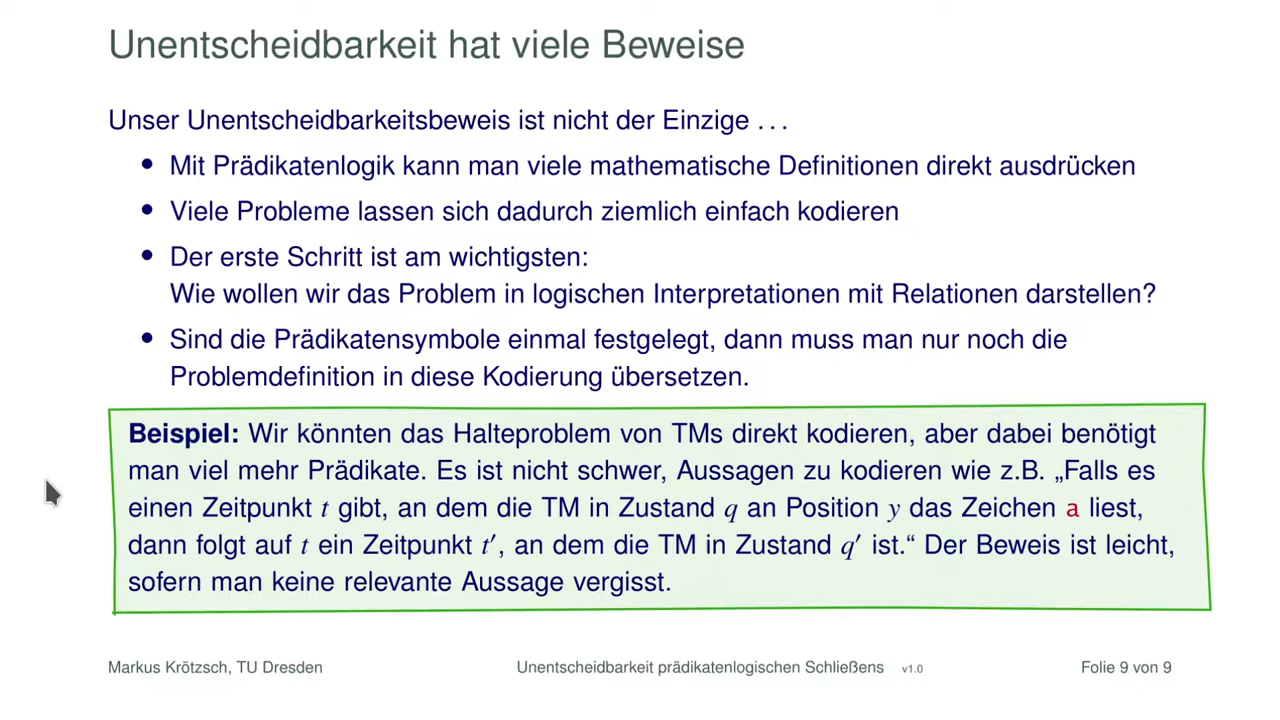 Unentscheidbarkeit hat viele Beweise
Unser Unentscheidbarkeitsbeweis ist nicht der Einzige . . .
• Mit Prädikatenlogik kann man viele mathematische Definitionen direkt ausdrücken
• Viele Probleme lassen sich dadurch ziemlich einfach kodieren
• Der erste Schritt ist am wichtigsten:
Wie wollen wir das Problem in logischen Interpretationen mit Relationen darstellen?
• Sind die Prädikatensymbole einmal festgelegt, dann muss man nur noch die
Problemdefinition in diese Kodierung übersetzen.
Beispiel: Wir könnten das Halteproblem von TMs direkt kodieren, aber dabei benötigt
man viel mehr Prädikate. Es ist nicht schwer, Aussagen zu kodieren wie z.B. „Falls es
einen Zeitpunkt t gibt, an dem die TM in Zustand q an Position y das Zeichen a liest,
dann folgt auf t ein Zeitpunkt t′, an dem die TM in Zustand q′ ist.“ Der Beweis ist leicht,
sofern man keine relevante Aussage vergisst.
Markus Krötzsch, TU Dresden Unentscheidbarkeit prädikatenlogischen Schließens v1.0 Folie 9 von 9